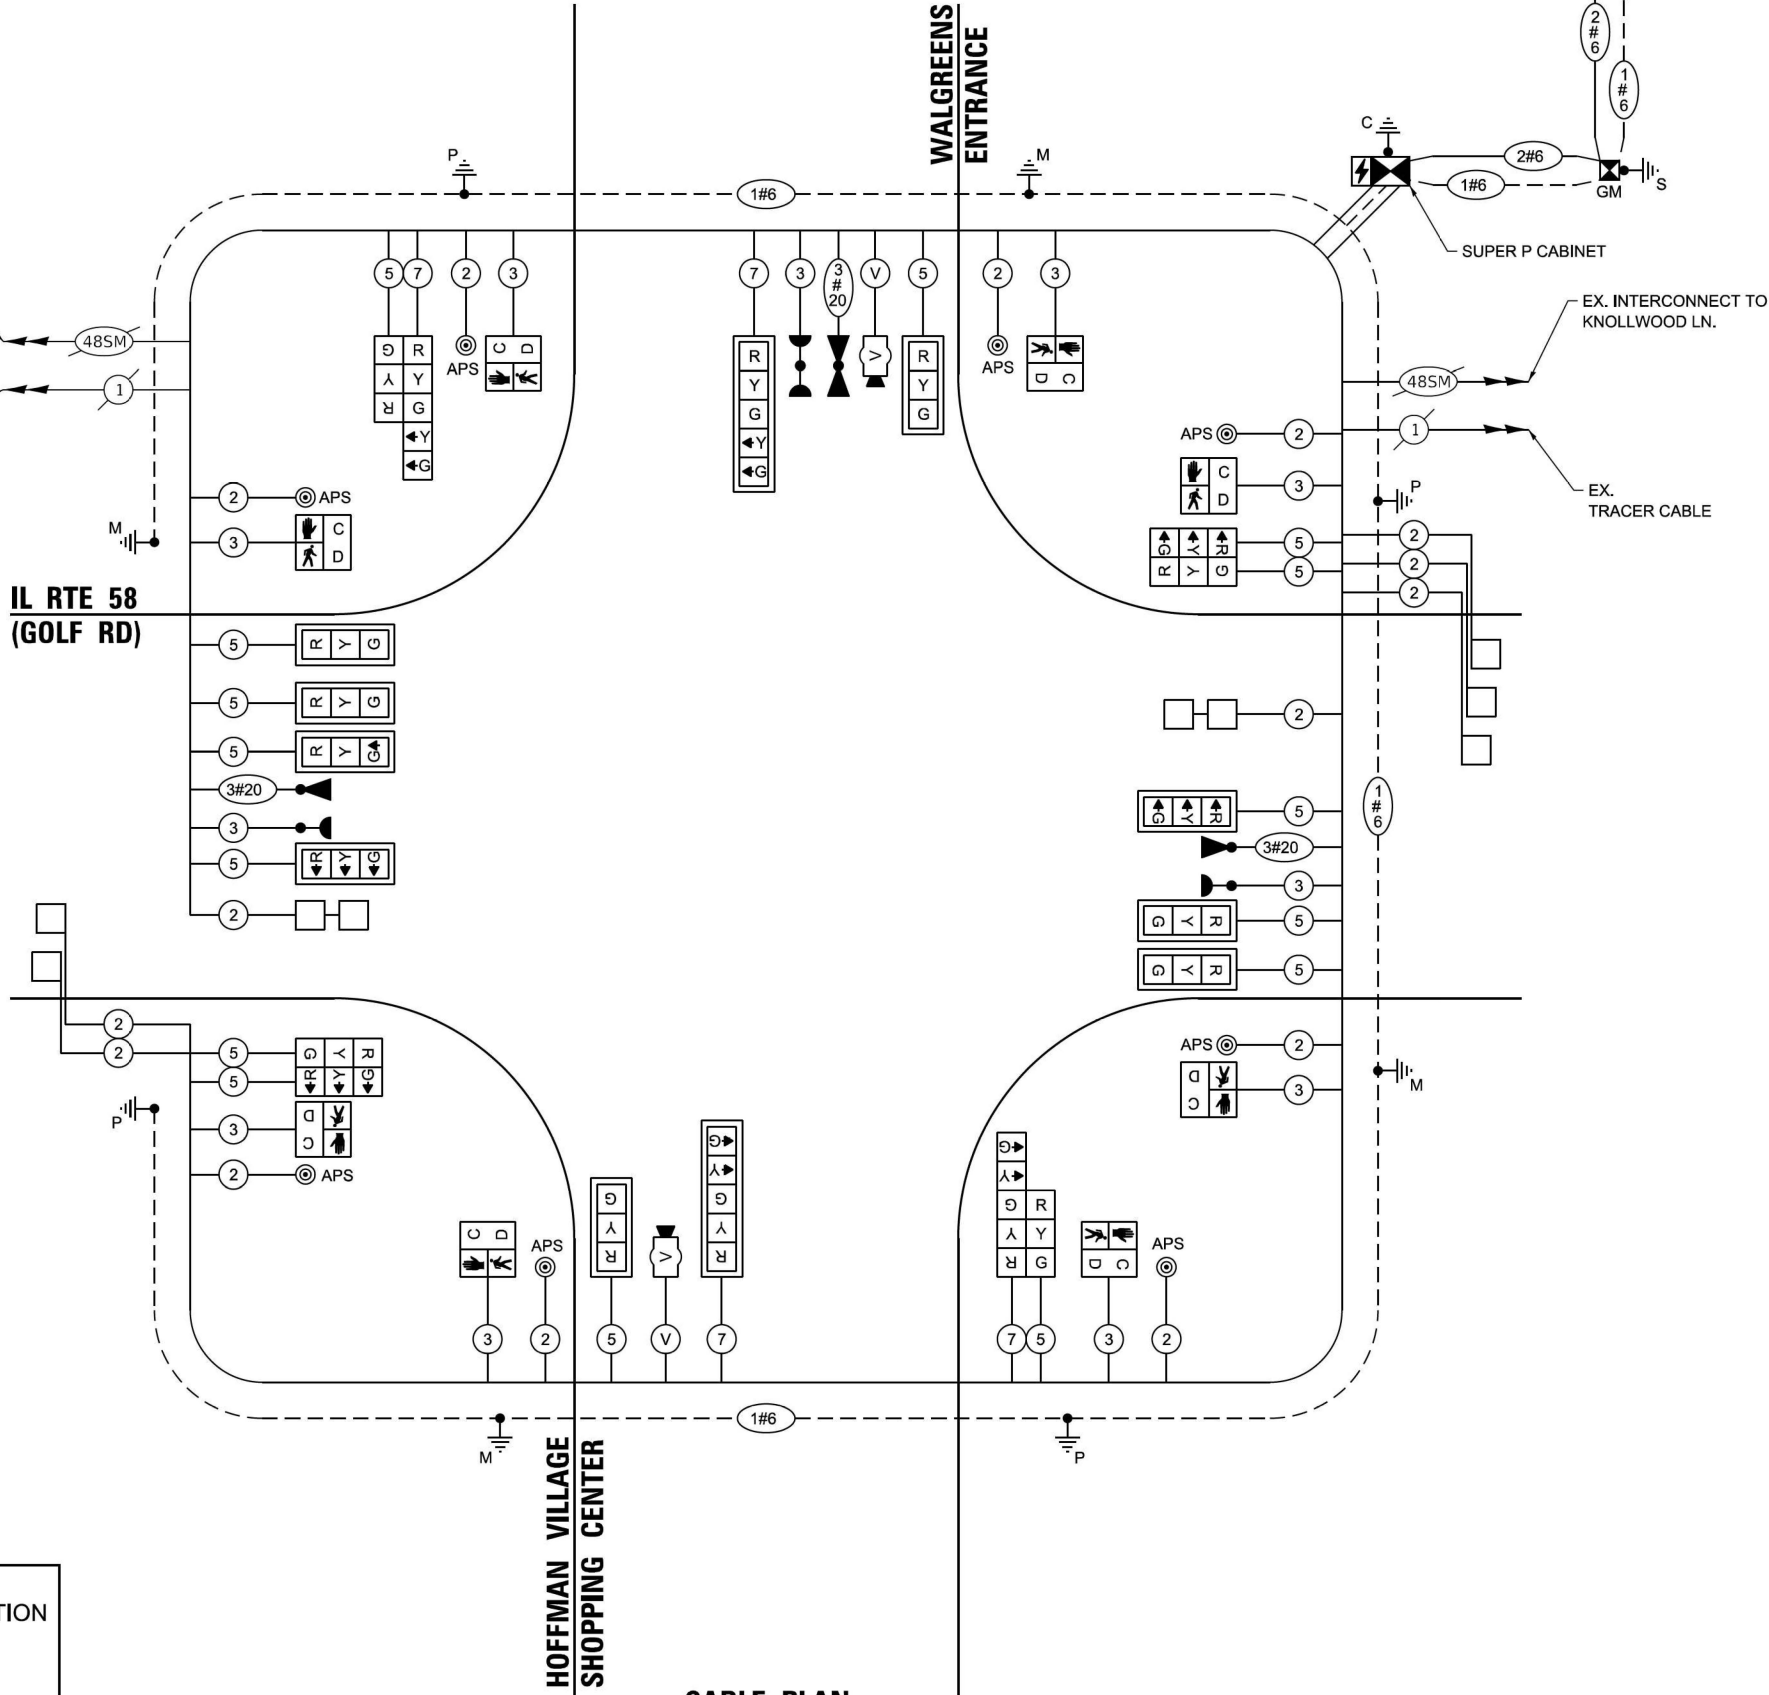 WALGREENS
ENTRANCE
2
#
6
1
#
6
C
2#6
1#6
GM
S
SUPER P CABINET
EX. INTERCONNECT TO
KNOLLWOOD LN.
EX.
TRACER CABLE
P
1#6
M
5 7 2 3
7 3 3
#
20 V 5
2 3
48SM
1
G R
Y Y
R G
Y
G
APS
C D
R
Y
G
Y
G
V
R
Y
G
APS
D C
48SM
1
APS 2
C
D 3
P
G Y R 5
R Y G 5
2
2
2
2 APS
3 C
D
M
IL RTE 58
(GOLF RD)
5 R Y G
5 R Y G
5 R Y G
3#20
3
5 R Y G
2
2
G Y R 5
3#20
3
G Y R 5
G Y R 5
1
#
6
2
2
5 G Y R
5 R Y G
P
3 D
C
2 APS
APS 2
D
C 3
M
C D
APS
G
Y
R
V
G
Y
G
Y
R
G
Y
G R
Y Y
R G
D C
APS
3 2 5 V 7
7 5 3 2
1#6
M
P
HOFFMAN VILLAGE
SHOPPING CENTER
TION
CABLE PLAN